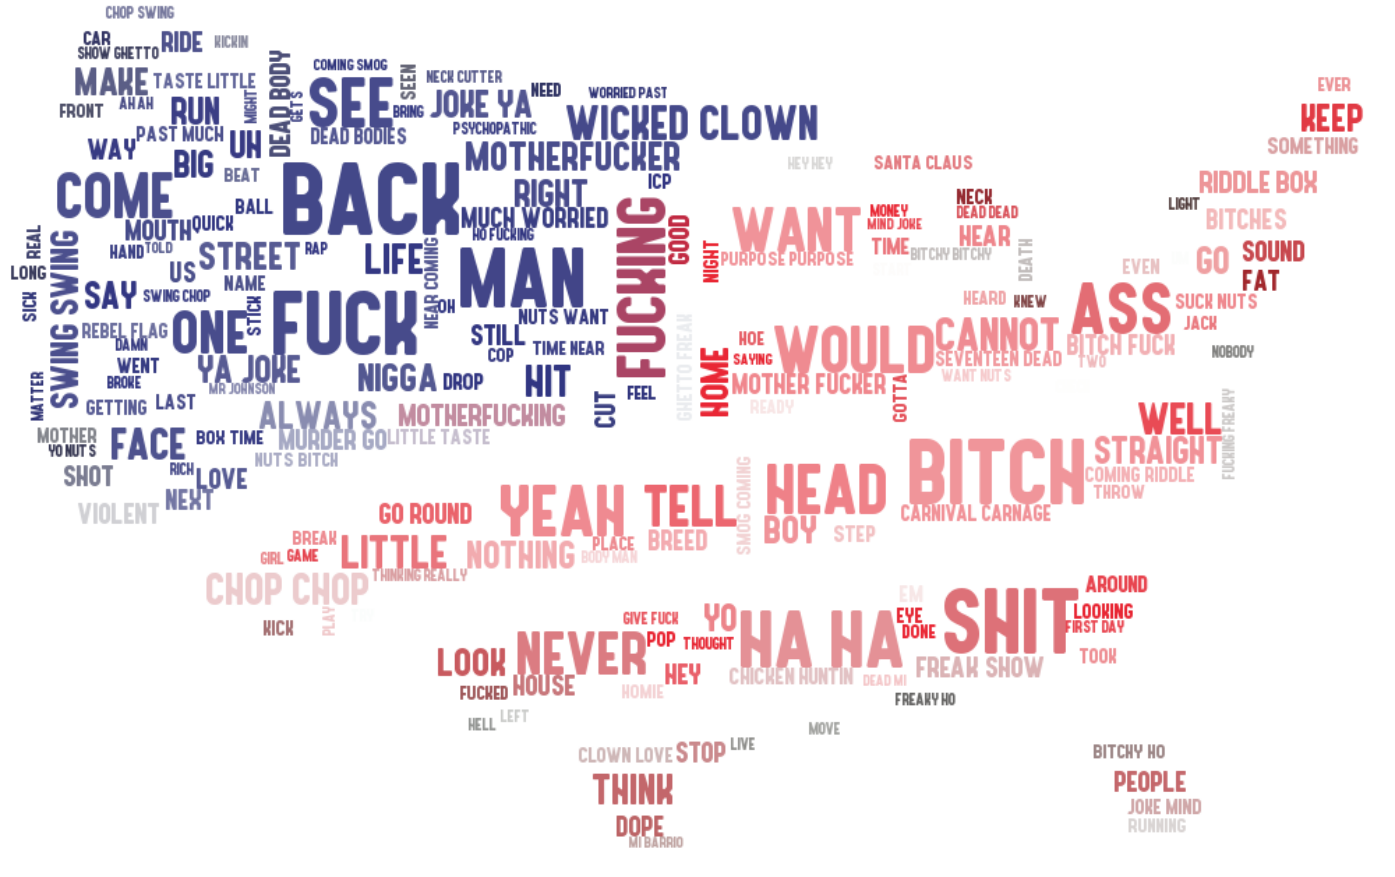 CHOP SWING
CAR
SHOW GHETTO
RIDE
KICKIN
MAKE
TASTE LITTLE
FRONT
AH AH
RUN
MIGHT
DEAD BODY
GETS
COMING SMOG
SEE
SEEN
NECK CUTTER
BRING
JOKE YA
NEED
WORRIED PAST
DEAD BODIES
PSYCHOPATHIC
WICKED CLOWN
WAY
PAST MUCH
UH
BIG
BEAT
MOTHERFUCKER
COME
BACK
RIGHT
ICP
BALL
MUCH WORRIED
HO FUCKING
MOUTH
QUICK
HAND
TOLD
STREET
RAP
LIFE
NEAR COMING
MAN
FUCKING
GOOD
NIGHT
REAL
LONG
SICK
SWING SWING
US
NAME
SAY
SWING CHOP
STICK
FUCK
OH
NUTS WANT
REBEL FLAG
DAMN
ONE
STILL
COP
TIME NEAR
WENT
BROKE
YA JOKE
MR JOHNSON
NIGGA
DROP
HIT
CUT
FEEL
MATTER
GETTING
LAST
ALWAYS
MOTHERFUCKING
MOTHER
YO NUTS
FACE
BOX TIME
MURDER GO
LITTLE TASTE
NUTS BITCH
SHOT
RICH
LOVE
NEXT
VIOLENT
EVER
KEEP
SOMETHING
HEY HEY
SANTA CLAUS
RIDDLE BOX
NECK
DEAD DEAD
LIGHT
BITCHES
WANT
MONEY
MIND JOKE
HEAR
TIME
BITCHY BITCHY
DEATH
PURPOSE PURPOSE
EVEN
GO
SOUND
FAT
HEARD
KNEW
ASS
SUCK NUTS
JACK
GHETTO FREAK
HOE
SAYING
WOULD
CANNOT
SEVENTEEN DEAD
BITCH FUCK
TWO
NOBODY
HOME
MOTHER FUCKER
GOTTA
WANT NUTS
READY
WELL
FUCKING FREAKY
STRAIGHT
BITCH
COMING RIDDLE
THROW
SMOG COMING
HEAD
CARNIVAL CARNAGE
GO ROUND
YEAH
TELL
BOY
STEP
BREAK
GIRL
GAME
LITTLE
NOTHING
PLACE
BREED
BODY MAN
CHOP CHOP
THINKING
REALLY
KICK
PLAY
EM
SHIT
AROUND
LOOKING
FIRST DAY
TOOK
GIVE FUCK
YO
HA HA
EYE
DONE
NEVER
POP
THOUGHT
LOOK
HOUSE
HEY
CHICKEN HUNTIN
DEAD MI
FREAK SHOW
FUCKED
HOMIE
FREAKY HO
HELL
LEFT
MOVE
CLOWN LOVE
STOP
LIVE
THINK
DOPE
MI BARRIO
BITCHY HO
PEOPLE
JOKE MIND
RUNNING